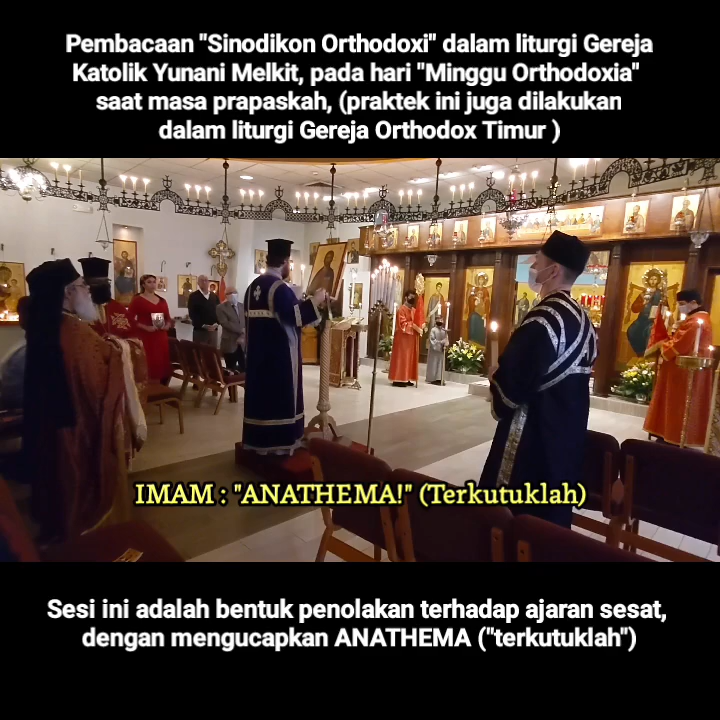 Pembacaan "Sinodikon Orthodoxi" dalam liturgi Gereja
Katolik Yunani Melkit, pada hari "Minggu Orthodoxia"
saat masa prapaskah, (praktek ini juga dilakukan
dalam liturgi Gereja Orthodox Timur )
IMAM : "ANATHEMA!" (Terkutuklah)
Sesi ini adalah bentuk penolakan terhadap ajaran sesat,
dengan mengucapkan ANATHEMA ("terkutuklah")